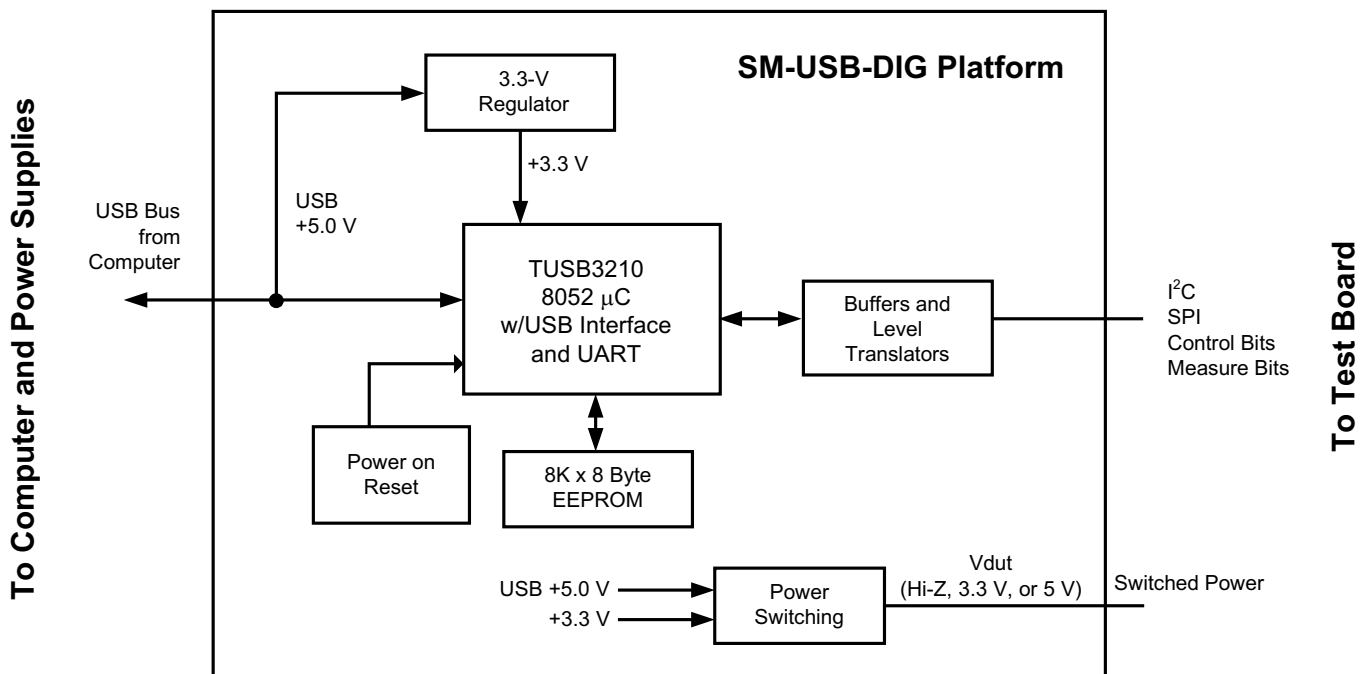 SM-USB-DIG Platform
3.3-V
Regulator
+3.3 V
USB
+5.0 V
To Computer and Power Supplies
USB Bus
from
Computer
TUSB3210
8052 μC
w/USB Interface
and UART
Buffers and
Level
Translators
I²C
SPI
Control Bits
Measure Bits
To Test Board
Power on
Reset
8K x 8 Byte
EEPROM
USB +5.0 V
+3.3 V
Power
Switching
Vdut
(Hi-Z, 3.3 V, or 5 V)
Switched Power